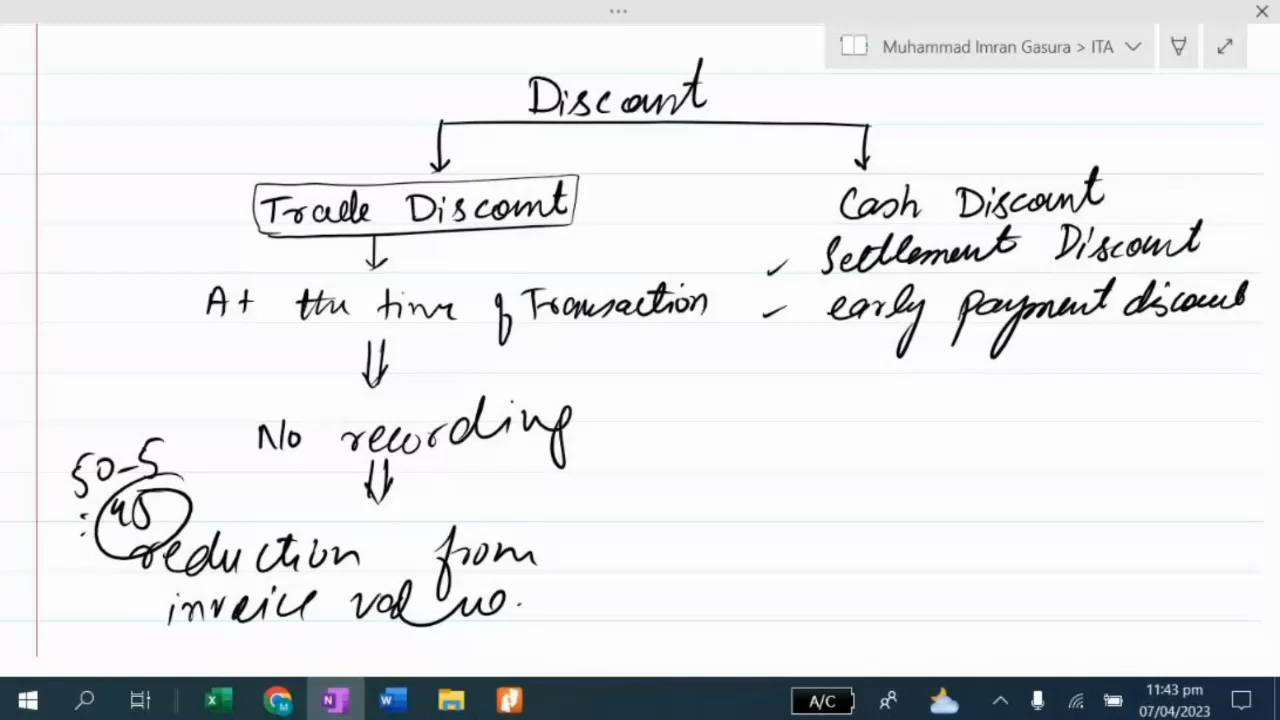 Muhammad Imran Gasura > ITA
Discount
Trade Discount
Cash Discount
Settlement Discount
At the time of Transaction
early payment discount
No recording
50-5
: 45
reduction from
invoice value.
A/C
11:43 pm
07/04/2023